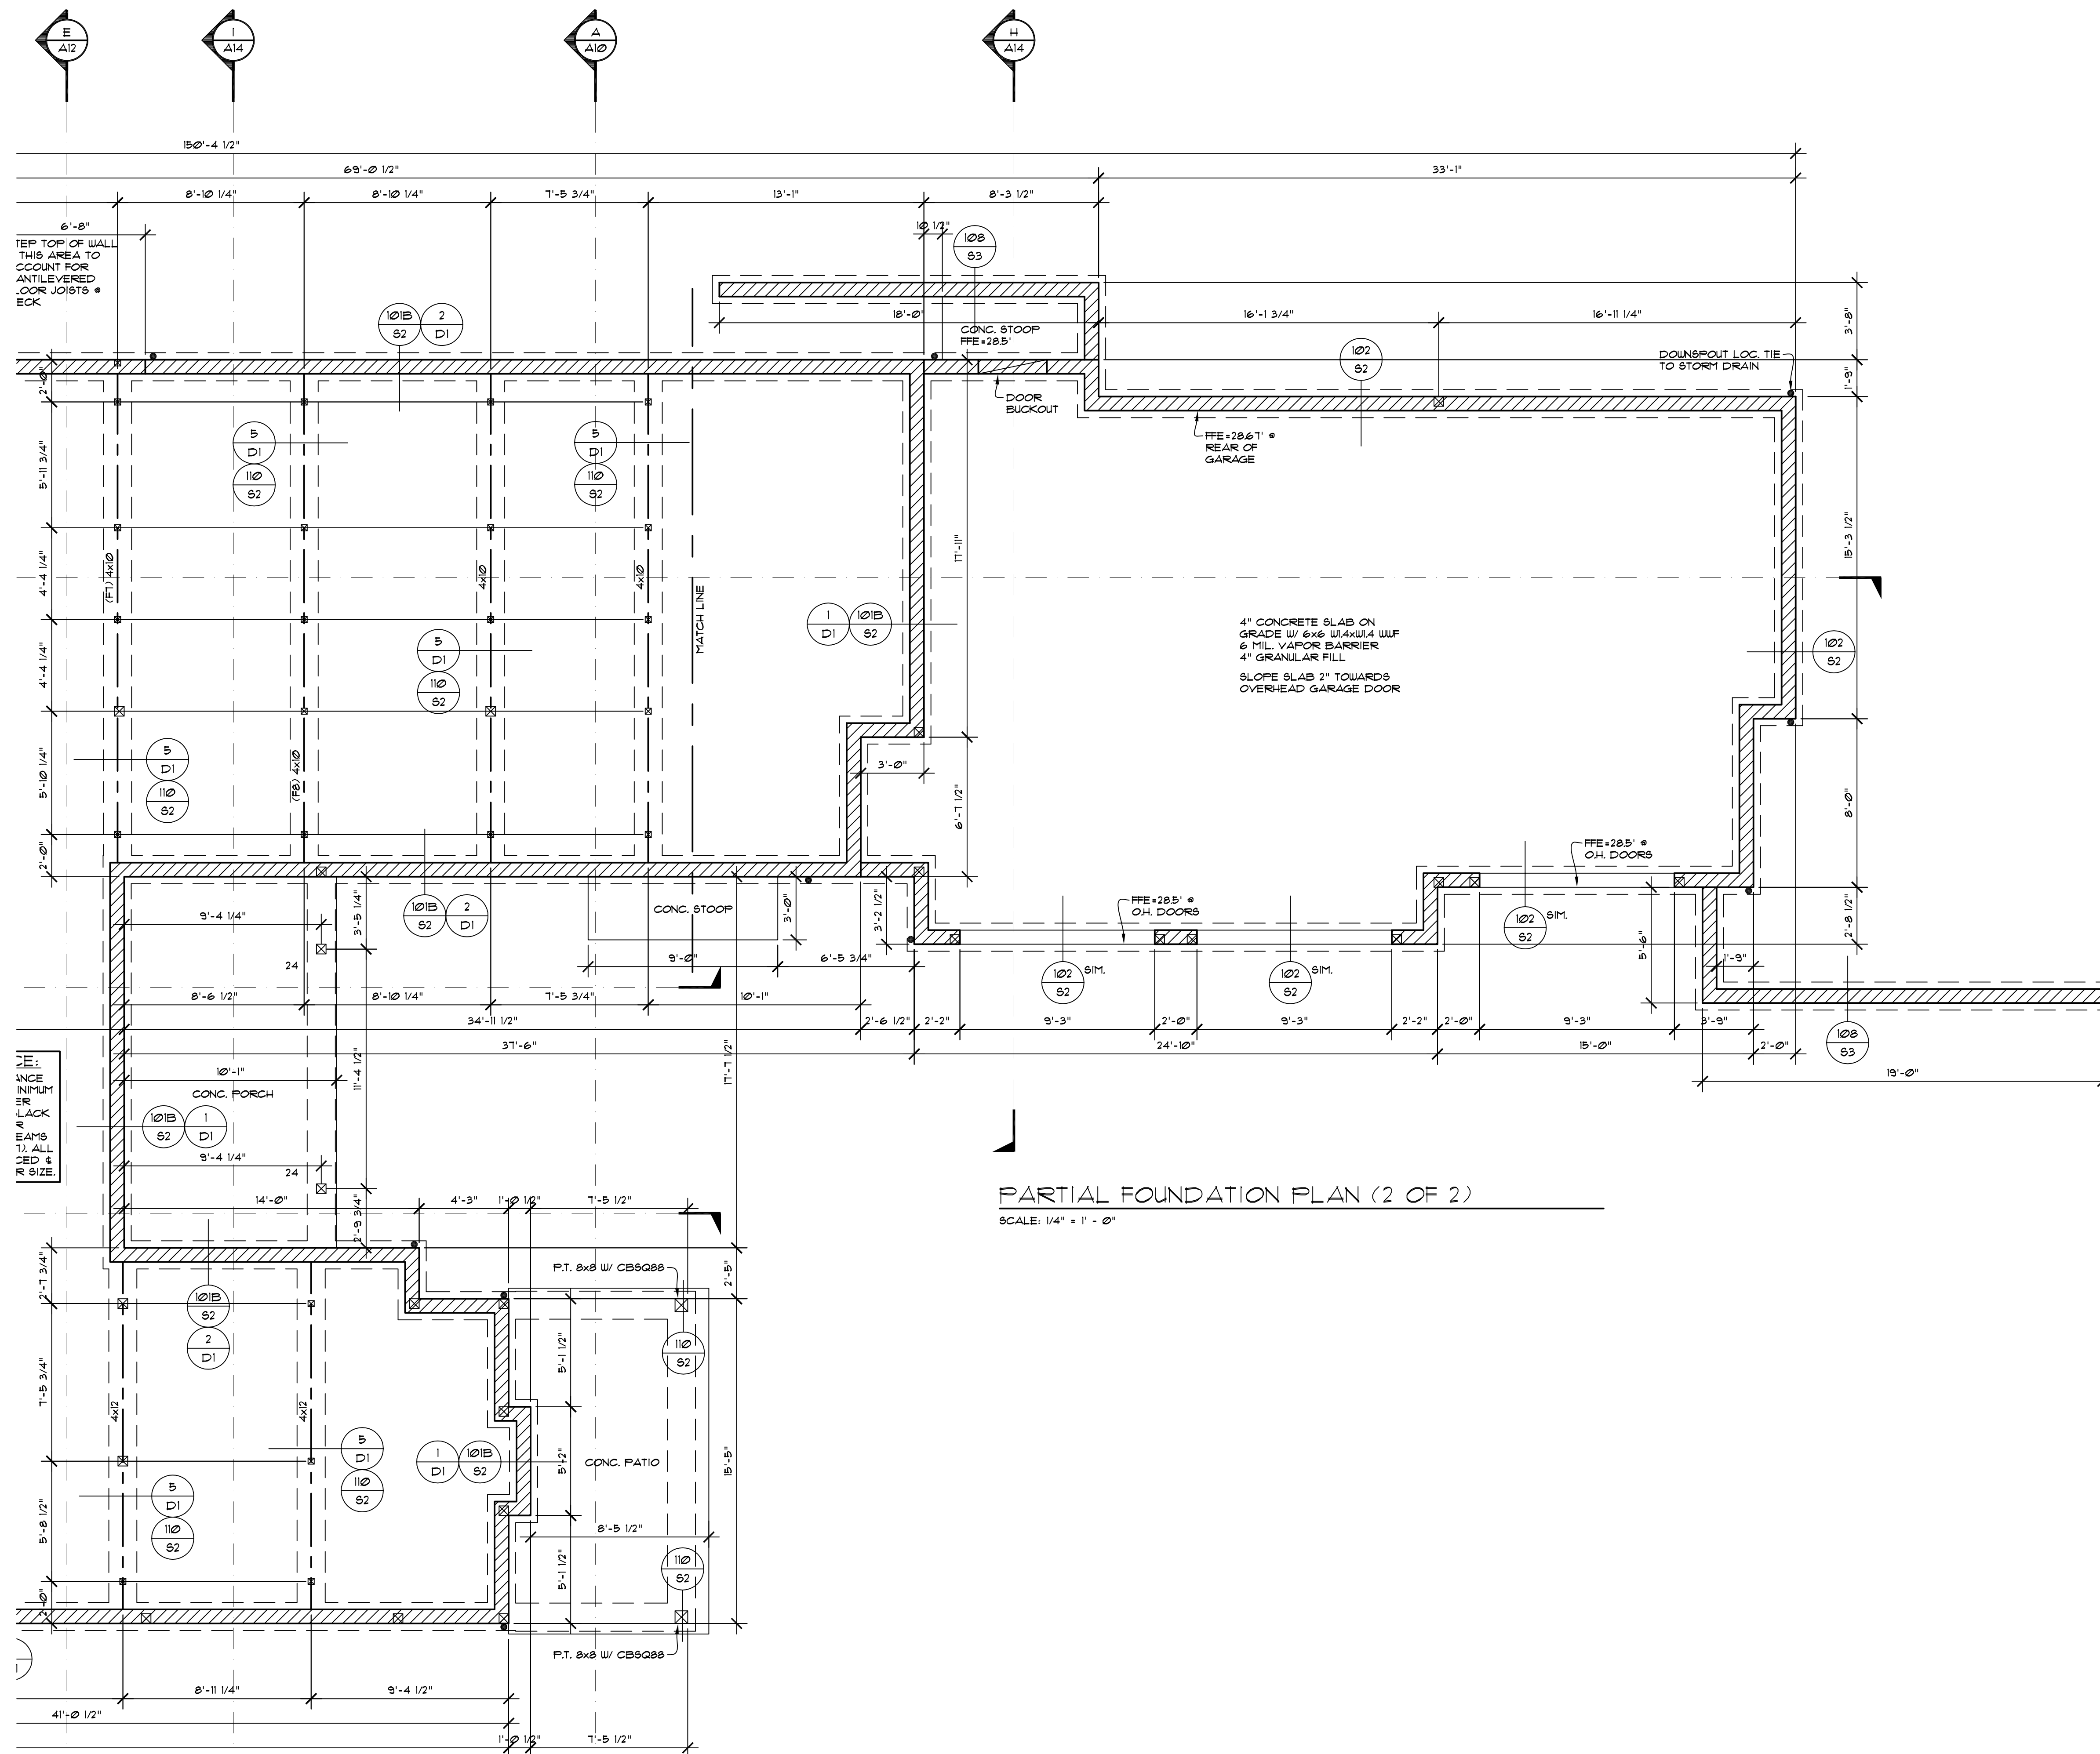 E
A12
I
A14
A
A10
H
A14
150'-4 1/2"
69'-0 1/2"
33'-1"
8'-10 1/4"
8'-10 1/4"
7'-5 3/4"
13'-1"
8'-3 1/2"
6'-8"
10 1/2"
108
S3
TEP TOP OF WALL
THIS AREA TO
CCOUNT FOR
ANTILEVERED
LOOR JOISTS @
ECK
101B
S2
2
D1
18'-0"
16'-1 3/4"
16'-11 1/4"
3'-8"
CONC. STOOP
FFE=28.5'
102
S2
DOWNSPOUT LOC. TIE
TO STORM DRAIN
1'-9"
2'-0"
DOOR
BUCKOUT
5
D1
110
S2
5
D1
110
S2
FFE=28.67' @
REAR OF
GARAGE
5'-11 3/4"
17'-11"
15'-3 1/2"
4'-4 1/4"
(F7) 4x10
4x10
4x10
MATCH LINE
1
D1
101B
S2
4" CONCRETE SLAB ON
GRADE W/ 6x6 W1.4xW1.4 WWF
6 MIL. VAPOR BARRIER
4" GRANULAR FILL
SLOPE SLAB 2" TOWARDS
OVERHEAD GARAGE DOOR
5
D1
110
S2
102
S2
4'-4 1/4"
5
D1
110
S2
(F8) 4x10
5'-10 1/4"
3'-0"
6'-7 1/2"
8'-0"
2'-0"
FFE=28.5' @
O.H. DOORS
9'-4 1/4"
3'-5 1/4"
101B
S2
2
D1
CONC. STOOP
3'-0"
3'-2 1/2"
FFE=28.5' @
O.H. DOORS
102
S2
SIM.
2'-8 1/2"
5'-6"
1'-9"
24
9'-0"
6'-5 3/4"
102
S2
SIM.
102
S2
SIM.
8'-6 1/2"
8'-10 1/4"
7'-5 3/4"
10'-1"
34'-11 1/2"
2'-6 1/2"
2'-2"
9'-3"
2'-0"
9'-3"
2'-2"
2'-0"
9'-3"
3'-9"
108
S3
37'-6"
24'-10"
15'-0"
2'-0"
19'-0"
CE:
ANCE
INIMUM
ER
LACK
R
EAMS
7). ALL
CED &
R SIZE.
10'-1"
11'-4 1/2"
17'-7 1/2"
CONC. PORCH
101B
S2
1
D1
9'-4 1/4"
24
PARTIAL FOUNDATION PLAN (2 OF 2)
SCALE: 1/4" = 1' - 0"
14'-0"
2'-9 3/4"
4'-3"
1'-0 1/2"
7'-5 1/2"
2'-7 3/4"
P.T. 8x8 W/ CBSQ88
2'-5"
101B
S2
2
D1
5'-1 1/2"
110
S2
7'-5 3/4"
4x12
4x12
5
D1
110
S2
1
D1
101B
S2
5'-2"
CONC. PATIO
15'-5"
5
D1
110
S2
5'-8 1/2"
8'-5 1/2"
5'-1 1/2"
110
S2
2'-0"
P.T. 8x8 W/ CBSQ88
8'-11 1/4"
9'-4 1/2"
41'-0 1/2"
1'-0 1/2"
7'-5 1/2"